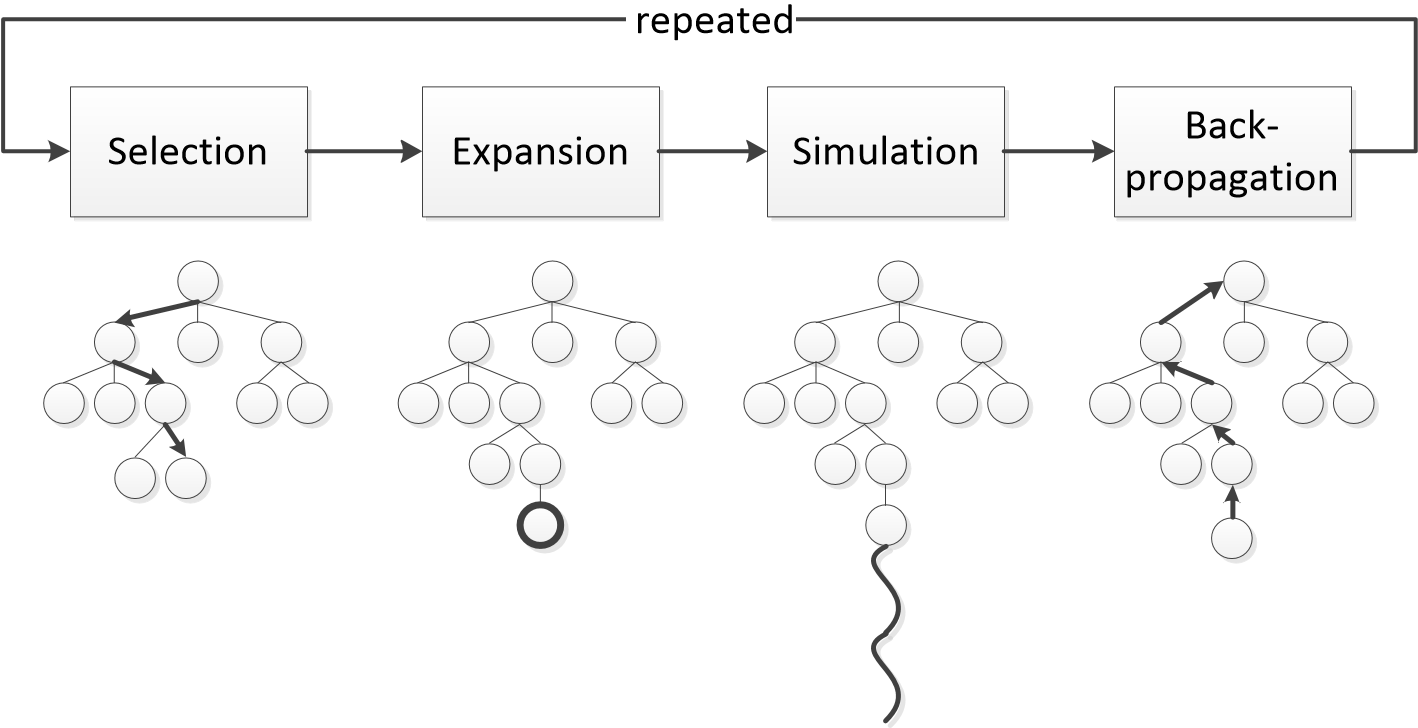 repeated
Selection
Expansion
Simulation
Back-
propagation